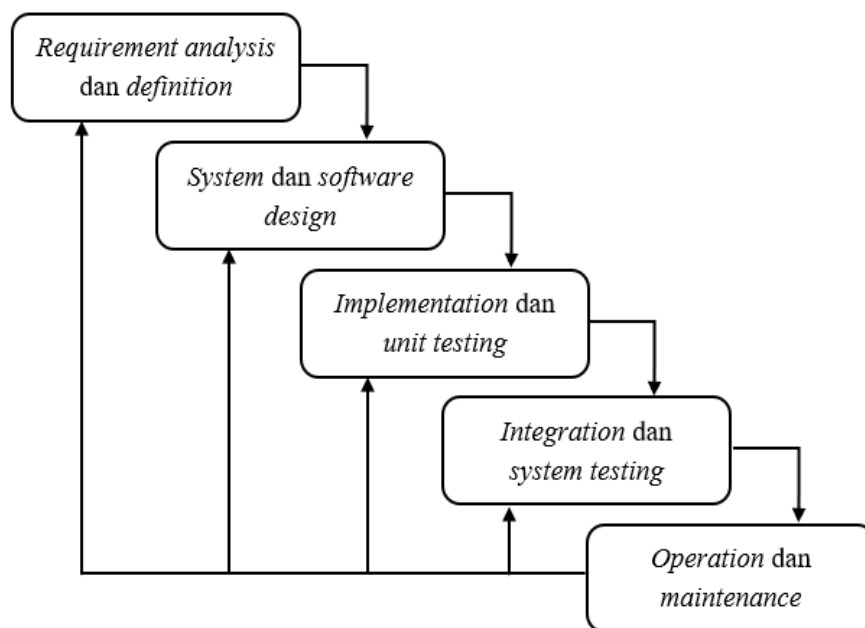 Requirement analysis
dan definition
System dan software
design
Implementation dan
unit testing
Integration dan
system testing
Operation dan
maintenance